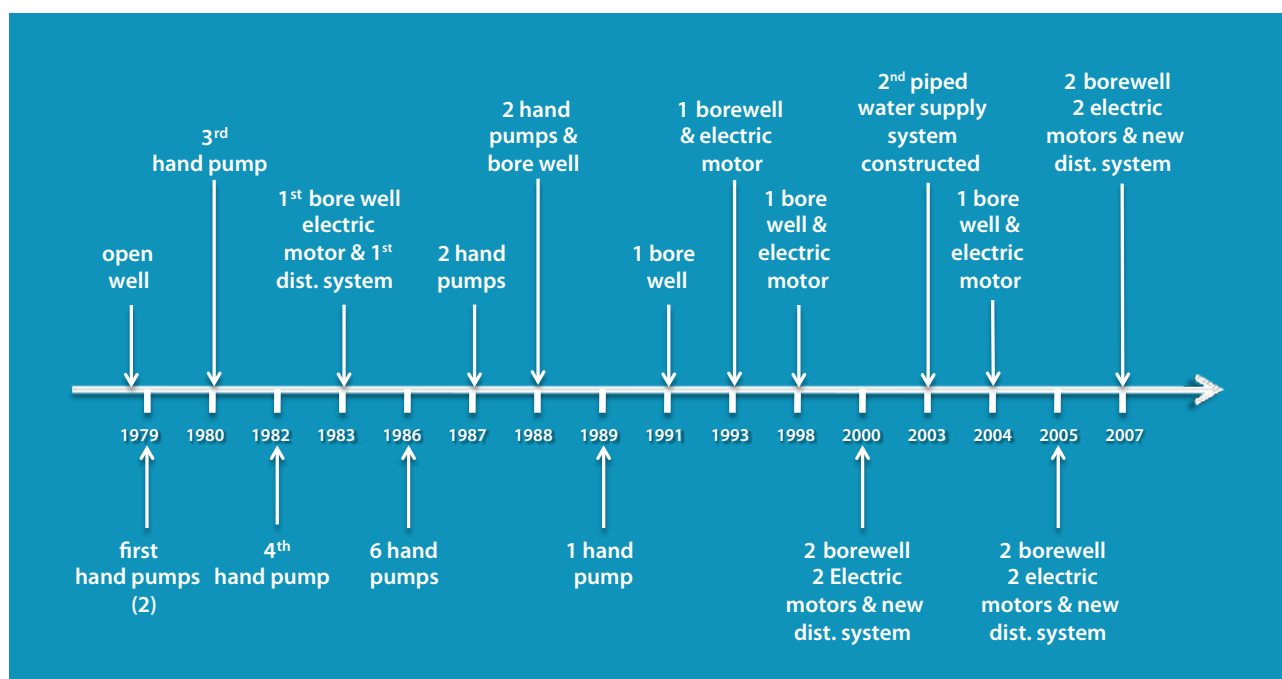 open
well
3rd
hand pump
1st bore well
electric
motor & 1st
dist. system
2 hand
pumps
2 hand
pumps &
bore well
1 bore
well
1 borewell
& electric
motor
1 bore
well &
electric
motor
2nd piped
water supply
system
constructed
1 bore
well &
electric
motor
2 borewell
2 electric
motors & new
dist. system
1979 1980 1982 1983 1986 1987 1988 1989 1991 1993 1998 2000 2003 2004 2005 2007
first
hand pumps
(2)
4th
hand pump
6 hand
pumps
1 hand
pump
2 borewell
2 Electric
motors & new
dist. system
2 borewell
2 electric
motors & new
dist. system